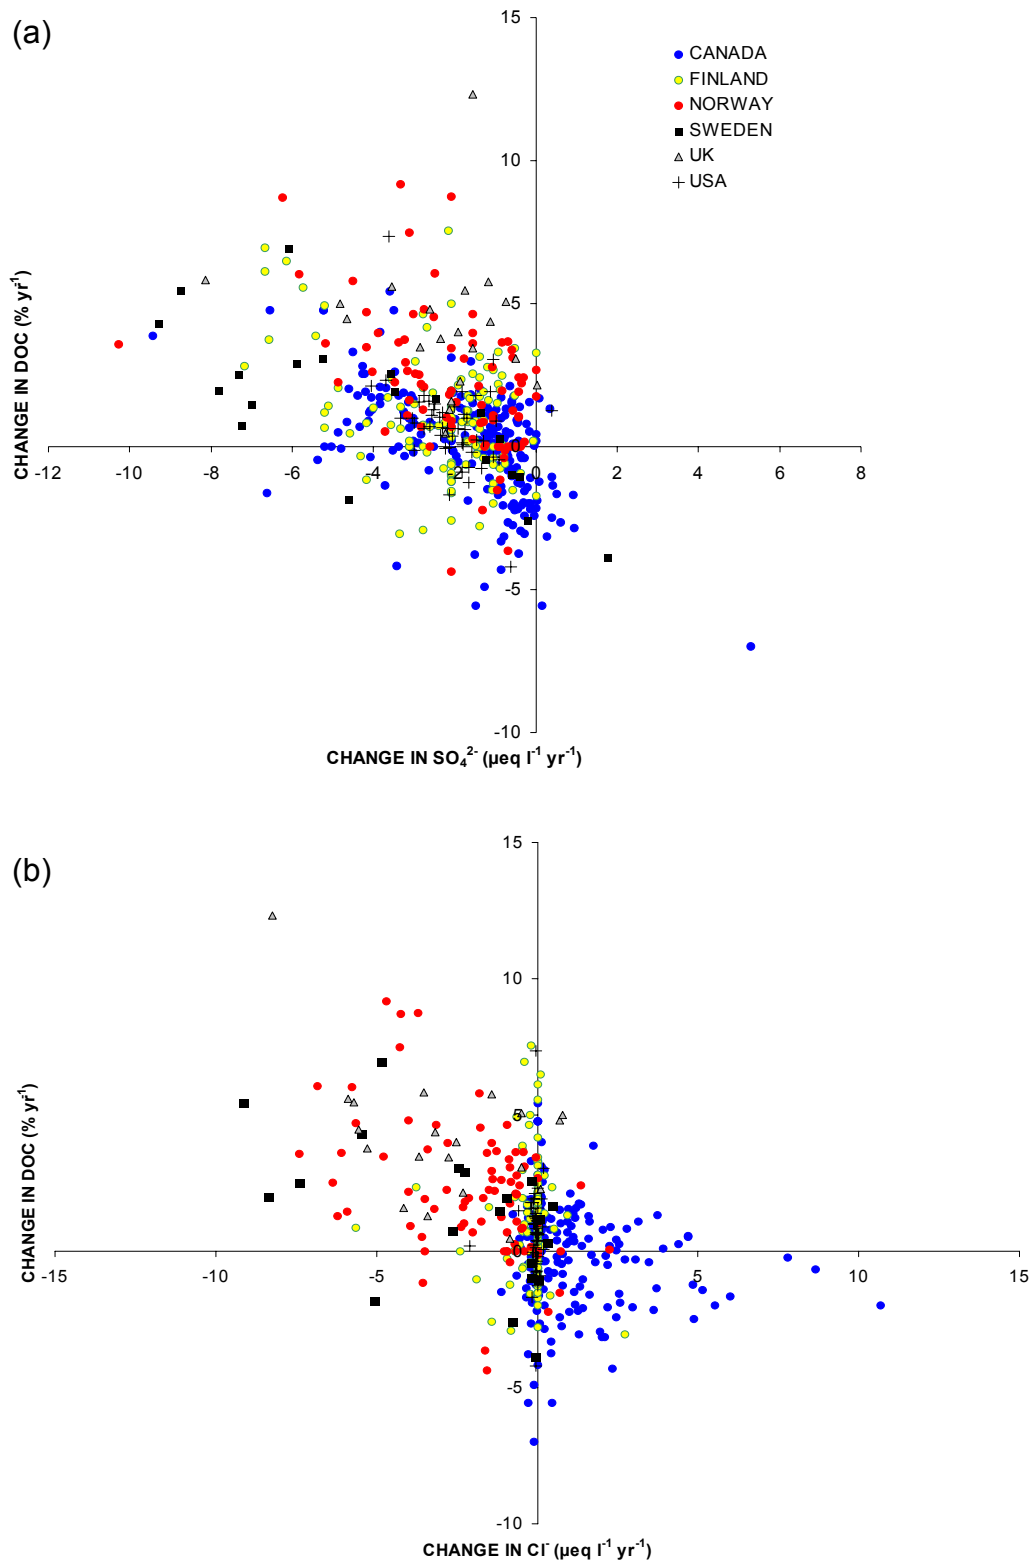 (a)
15
10
5
0
-5
-10
-12
-10
-8
-6
-4
-2
0
2
4
6
8
CANADA
FINLAND
NORWAY
SWEDEN
UK
USA
CHANGE IN DOC (% yr⁻¹)
CHANGE IN SO₄²⁻ (µeq l⁻¹ yr⁻¹)
(b)
15
10
5
0
-5
-10
-15
-10
-5
5
10
15
CHANGE IN DOC (% yr⁻¹)
CHANGE IN Cl⁻ (µeq l⁻¹ yr⁻¹)